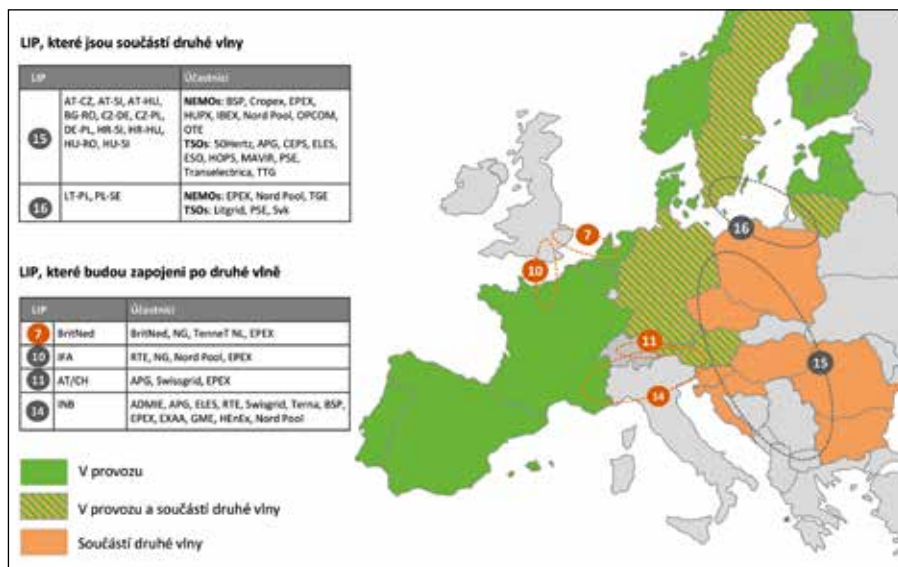 LIP, které jsou součástí druhé vlny
LIP Účastníci
15 AT-CZ, AT-SI, AT-HU, NEMOs: BSP, Cropex, EPEX,
BG-RO, CZ-DE, CZ-PL, HUPX, IBEX, Nord Pool, OPCOM,
DE-PL, HR-SI, HR-HU, OTE
HU-RO, HU-SI TSOs: 50Hertz, APG, CEPS, ELES,
ESO, HOPS, MAVIR, PSE,
Transelectrica, TTG
16 LT-PL, PL-SE NEMOs: EPEX, Nord Pool, TGE
TSOs: Litgrid, PSE, Svk
LIP, které budou zapojeni po druhé vlně
LIP Účastníci
7 BritNed BritNed, NG, TenneT NL, EPEX
10 IFA RTE, NG, Nord Pool, EPEX
11 AT/CH APG, Swissgrid, EPEX
14 INB ADMIE, APG, ELES, RTE, Swisgrid, Terna, BSP,
EPEX, EXAA, GME, HEnEx, Nord Pool
V provozu
V provozu a součástí druhé vlny
Součástí druhé vlny
7
16
10
11
15
14